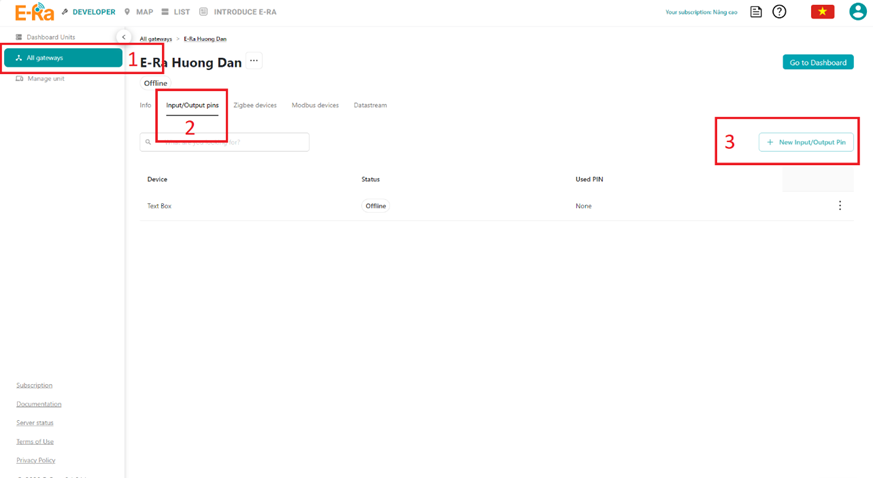 E-Ra DEVELOPER MAP LIST INTRODUCE E-RA Your subscription: Nâng cao
Dashboard Units
All gateways
Manage unit
1
All gateways > E-Ra Huong Dan
E-Ra Huong Dan ...
Go to Dashboard
Offline
Info Input/Output pins Zigbee devices Modbus devices Datastream
2
3
+ New Input/Output Pin
Device Status Used PIN
Text Box Offline None
Subscription
Documentation
Server status
Terms of Use
Privacy Policy